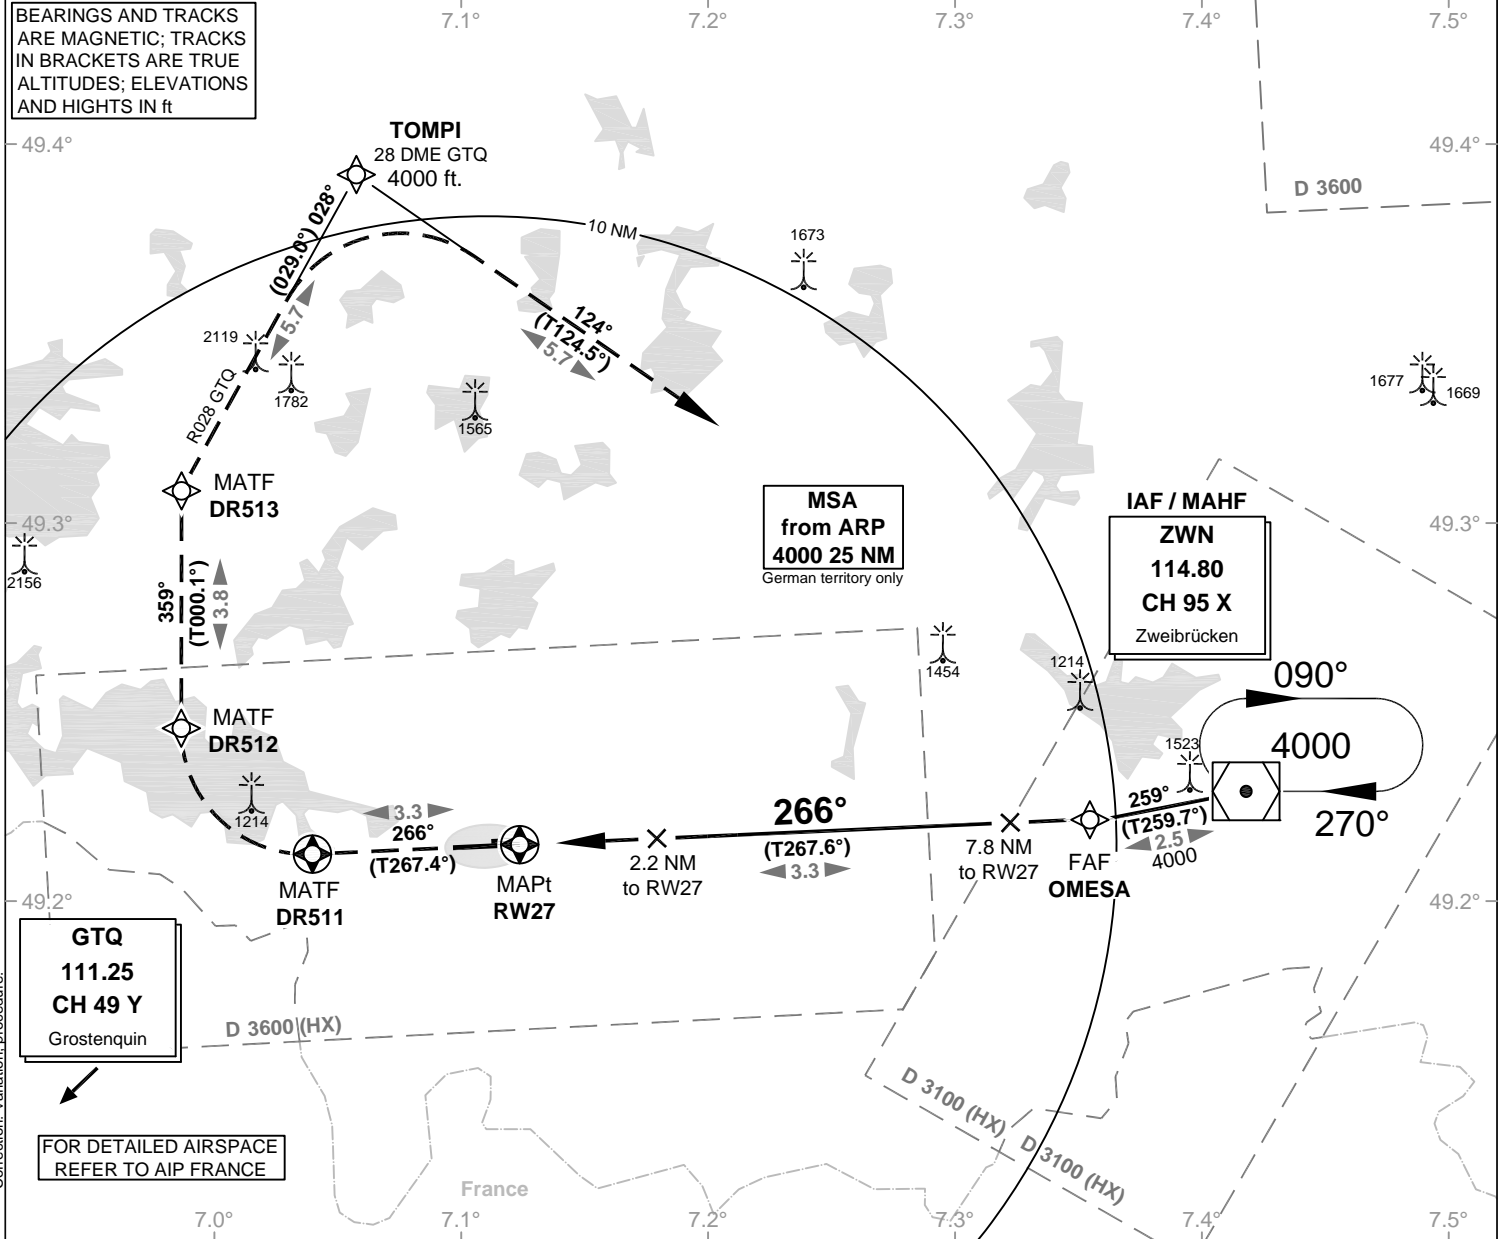 BEARINGS AND TRACKS
ARE MAGNETIC; TRACKS
IN BRACKETS ARE TRUE
ALTITUDES; ELEVATIONS
AND HIGHTS IN ft
7.1°
7.2°
7.3°
7.4°
7.5°
49.4°
49.4°
TOMPI
28 DME GTQ
4000 ft.
D 3600
10 NM
1673
(029.0°) 028°
5.7
2119
1782
R028 GTQ
1565
124°
(T124.5°)
5.7
1677
1669
MATF
DR513
49.3°
49.3°
2156
359°
(T000.1°)
3.8
MSA
from ARP
4000 25 NM
German territory only
IAF / MAHF
ZWN
114.80
CH 95 X
Zweibrücken
1454
1214
090°
4000
270°
1523
MATF
DR512
1214
3.3
266°
(T267.4°)
MATF
DR511
MAPt
RW27
2.2 NM
to RW27
266°
(T267.6°)
3.3
7.8 NM
to RW27
FAF
OMESA
259°
(T259.7°)
2.5
4000
49.2°
49.2°
GTQ
111.25
CH 49 Y
Grostenquin
D 3600 (HX)
D 3100 (HX)
D 3100 (HX)
FOR DETAILED AIRSPACE
REFER TO AIP FRANCE
France
7.0°
7.1°
7.2°
7.3°
7.4°
7.5°